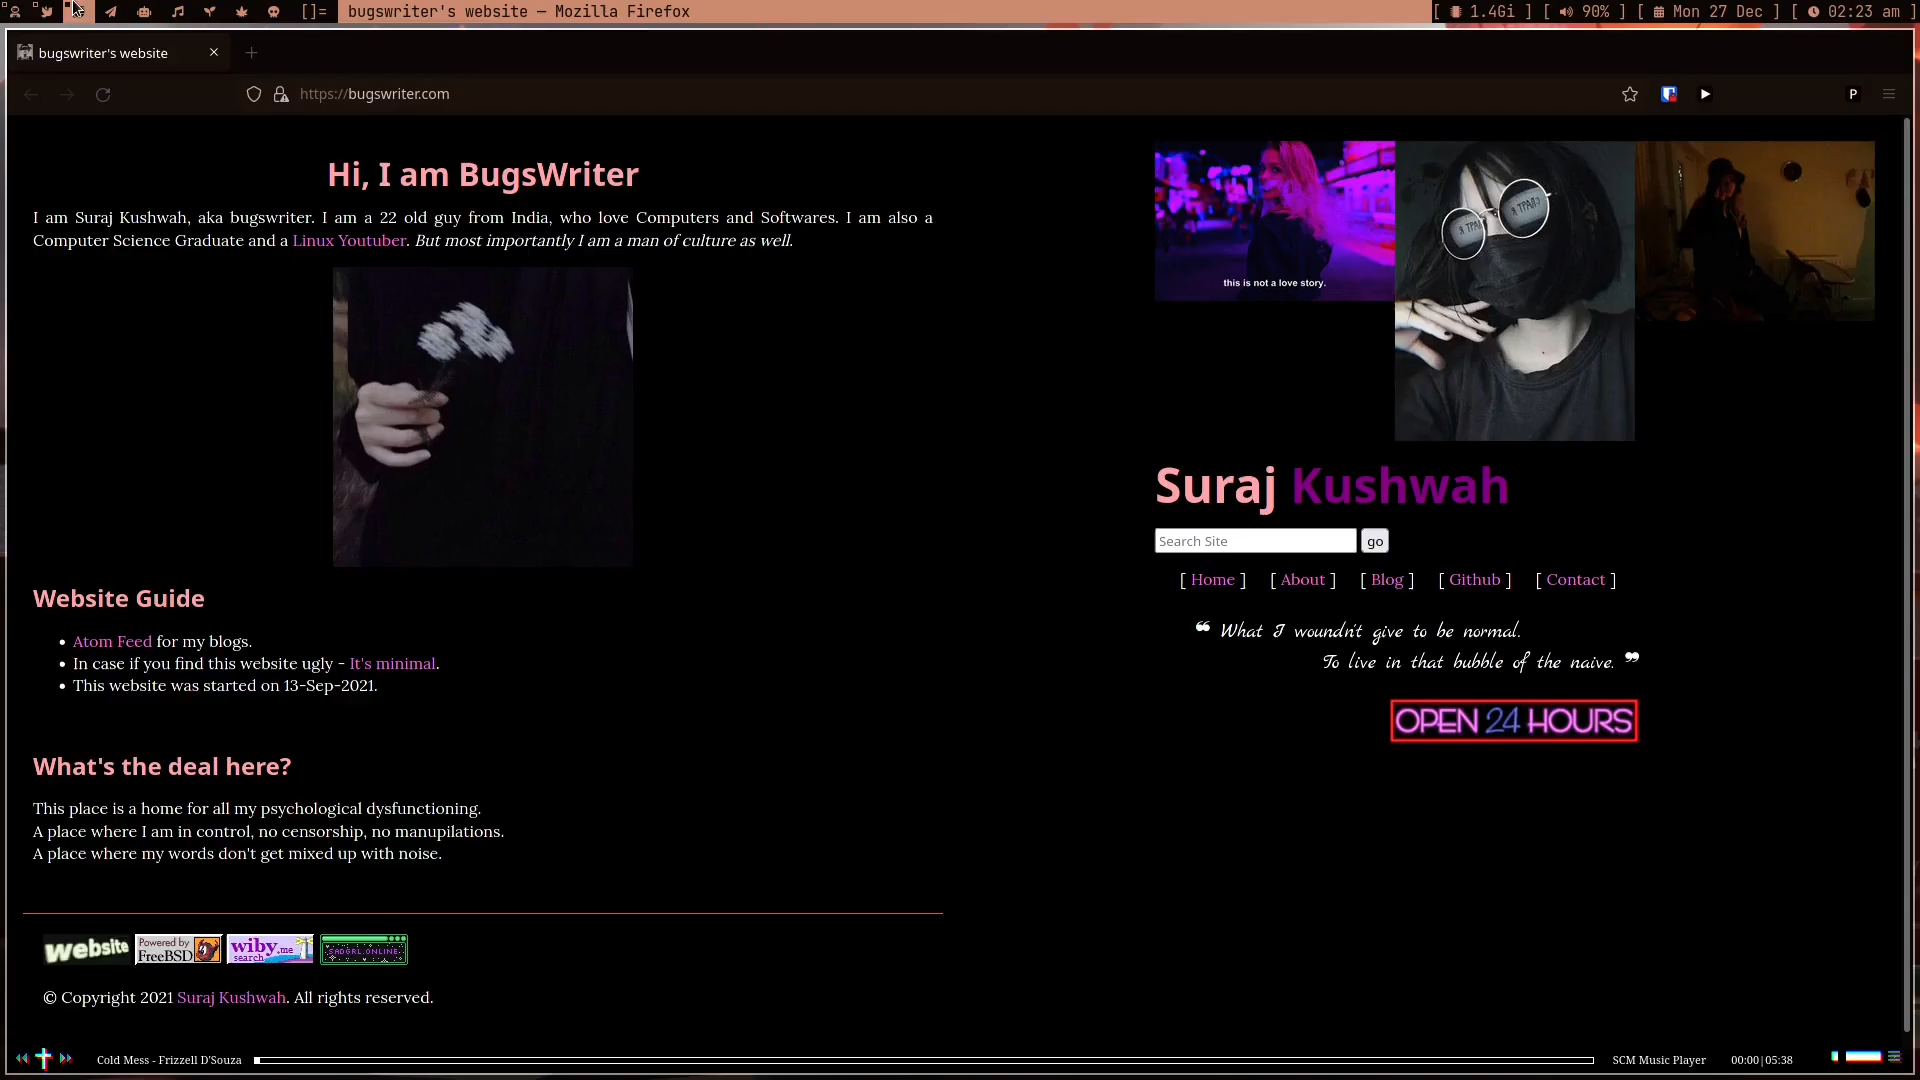 []= bugswriter's website — Mozilla Firefox [ 1.4Gi ] [ 90% ] [ Mon 27 Dec ] [ 02:23 am ]
bugswriter's website
https://bugswriter.com
P
Hi, I am BugsWriter
I am Suraj Kushwah, aka bugswriter. I am a 22 old guy from India, who love Computers and Softwares. I am also a
Computer Science Graduate and a Linux Youtuber. But most importantly I am a man of culture as well.
Website Guide
• Atom Feed for my blogs.
• In case if you find this website ugly - It's minimal.
• This website was started on 13-Sep-2021.
What's the deal here?
This place is a home for all my psychological dysfunctioning.
A place where I am in control, no censorship, no manupilations.
A place where my words don't get mixed up with noise.
website
Powered by
FreeBSD
wiby.me
search
SADGRL.ONLINE
© Copyright 2021 Suraj Kushwah. All rights reserved.
this is not a love story.
Suraj Kushwah
Search Site go
[ Home ] [ About ] [ Blog ] [ Github ] [ Contact ]
❝ What I woundn't give to be normal.
To live in that bubble of the naive. ❞
OPEN 24 HOURS
Cold Mess - Frizzell D'Souza SCM Music Player 00:00|05:38